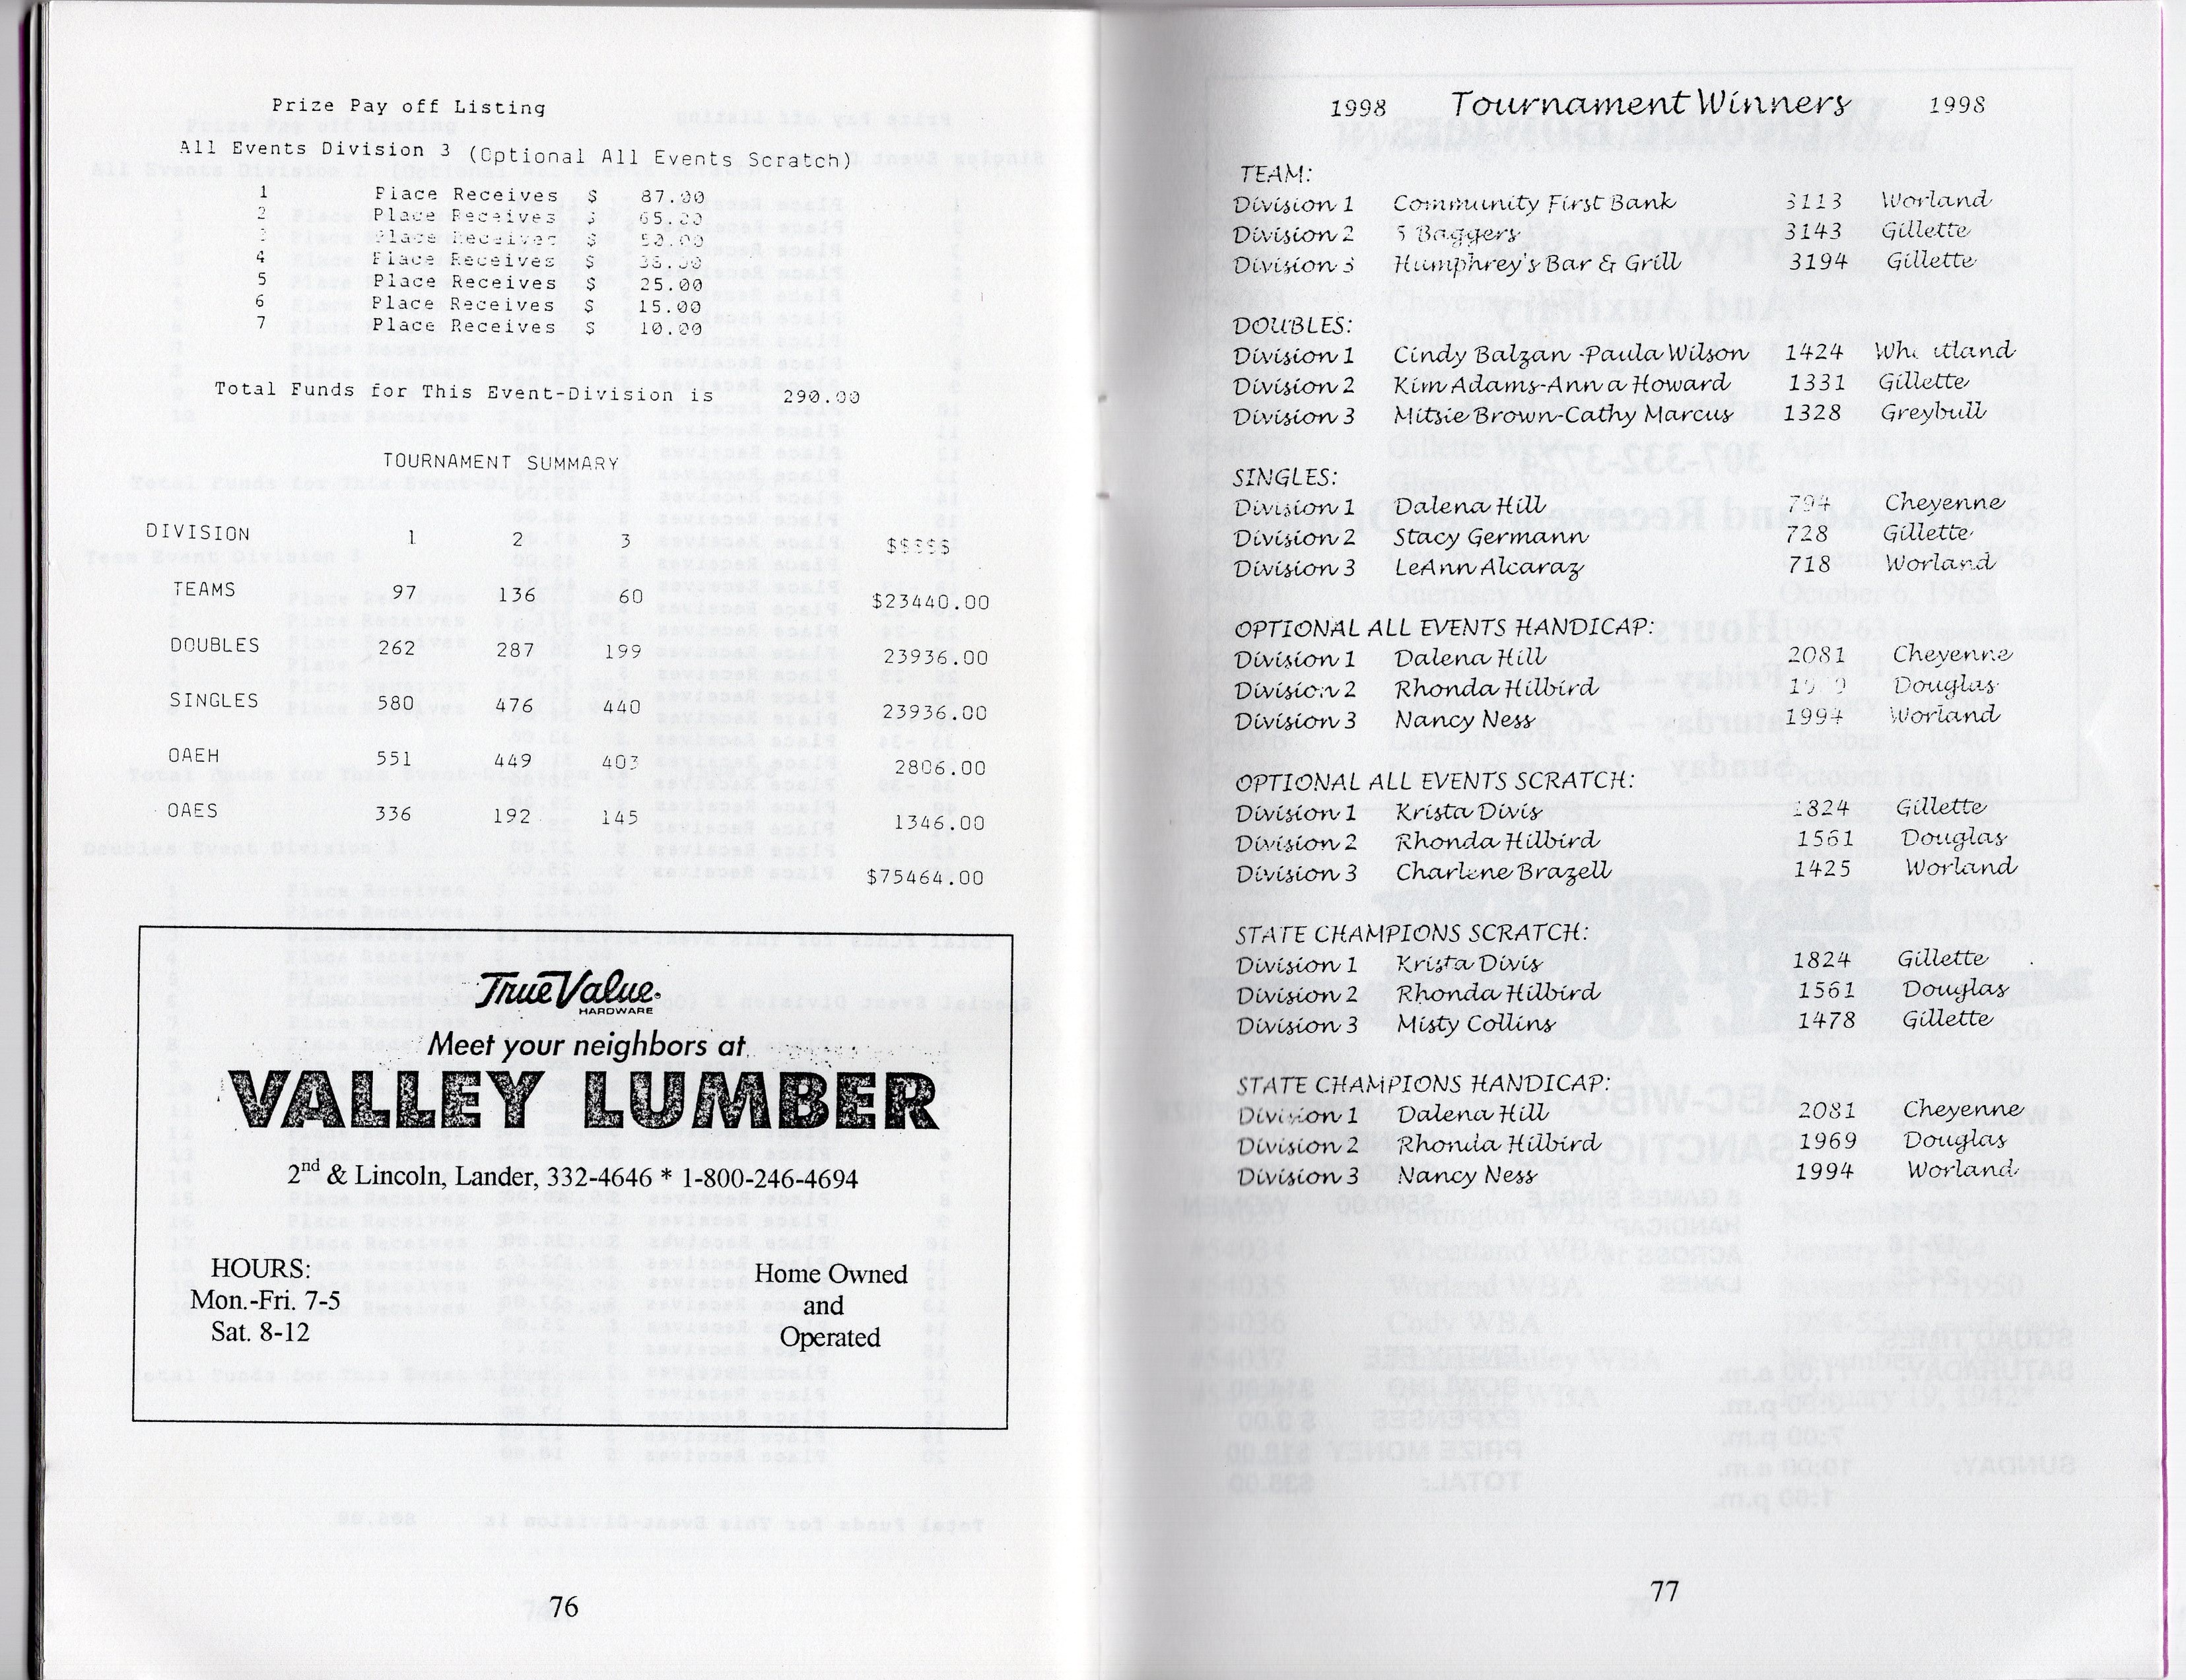 Prize Pay off Listing
All Events Division 3 (Optional All Events Scratch)
1 Place Receives $ 87.00
2 Place Receives $ 65.00
3 Place Receives $ 50.00
4 Place Receives $ 38.00
5 Place Receives $ 25.00
6 Place Receives $ 15.00
7 Place Receives $ 10.00
Total Funds for This Event-Division is 290.00
TOURNAMENT SUMMARY
DIVISION 1 2 3 $$$$$
TEAMS 97 136 60 $23440.00
DOUBLES 262 287 199 23936.00
SINGLES 580 476 440 23936.00
OAEH 551 449 403 2806.00
OAES 336 192 145 1346.00
$75464.00
True Value.
HARDWARE
Meet your neighbors at
VALLEY LUMBER
2nd & Lincoln, Lander, 332-4646 * 1-800-246-4694
HOURS:
Mon.-Fri. 7-5
Sat. 8-12
Home Owned
and
Operated
76
1998 Tournament Winners 1998
TEAM:
Division 1 Community First Bank 3113 Worland
Division 2 5 Baggers 3143 Gillette
Division 3 Humphrey's Bar & Grill 3194 Gillette
DOUBLES:
Division 1 Cindy Balzan -Paula Wilson 1424 Wheatland
Division 2 Kim Adams-Ann a Howard 1331 Gillette
Division 3 Mitsie Brown-Cathy Marcus 1328 Greybull
SINGLES:
Division 1 Dalena Hill 794 Cheyenne
Division 2 Stacy Germann 728 Gillette
Division 3 LeAnn Alcaraz 718 Worland
OPTIONAL ALL EVENTS HANDICAP:
Division 1 Dalena Hill 2081 Cheyenne
Division 2 Rhonda Hilbird Douglas
Division 3 Nancy Ness 1994 Worland
OPTIONAL ALL EVENTS SCRATCH:
Division 1 Krista Divis 1824 Gillette
Division 2 Rhonda Hilbird 1561 Douglas
Division 3 Charlene Brazell 1425 Worland
STATE CHAMPIONS SCRATCH:
Division 1 Krista Divis 1824 Gillette
Division 2 Rhonda Hilbird 1561 Douglas
Division 3 Misty Collins 1478 Gillette
STATE CHAMPIONS HANDICAP:
Division 1 Dalena Hill 2081 Cheyenne
Division 2 Rhonda Hilbird 1969 Douglas
Division 3 Nancy Ness 1994 Worland
77